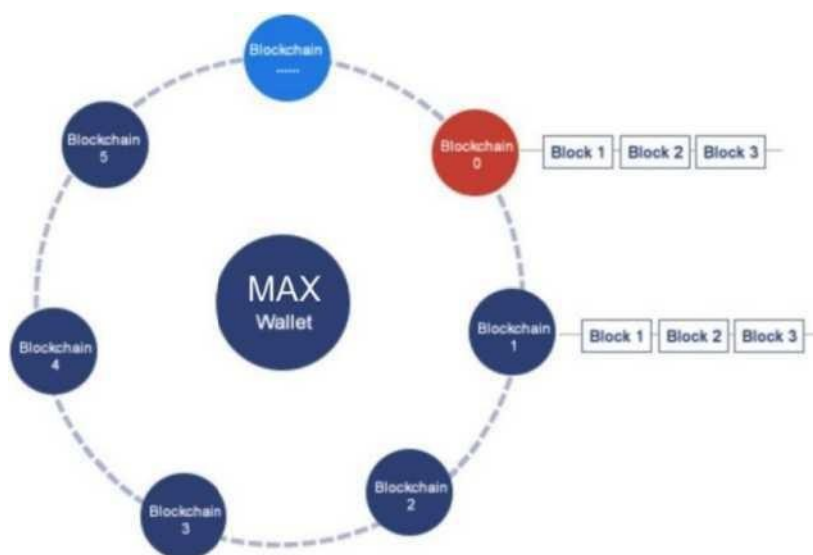 Blockchain
......
Blockchain
5
Blockchain
0
Block 1 Block 2 Block 3
MAX
Wallet
Blockchain
1
Block 1 Block 2 Block 3
Blockchain
4
Blockchain
2
Blockchain
3